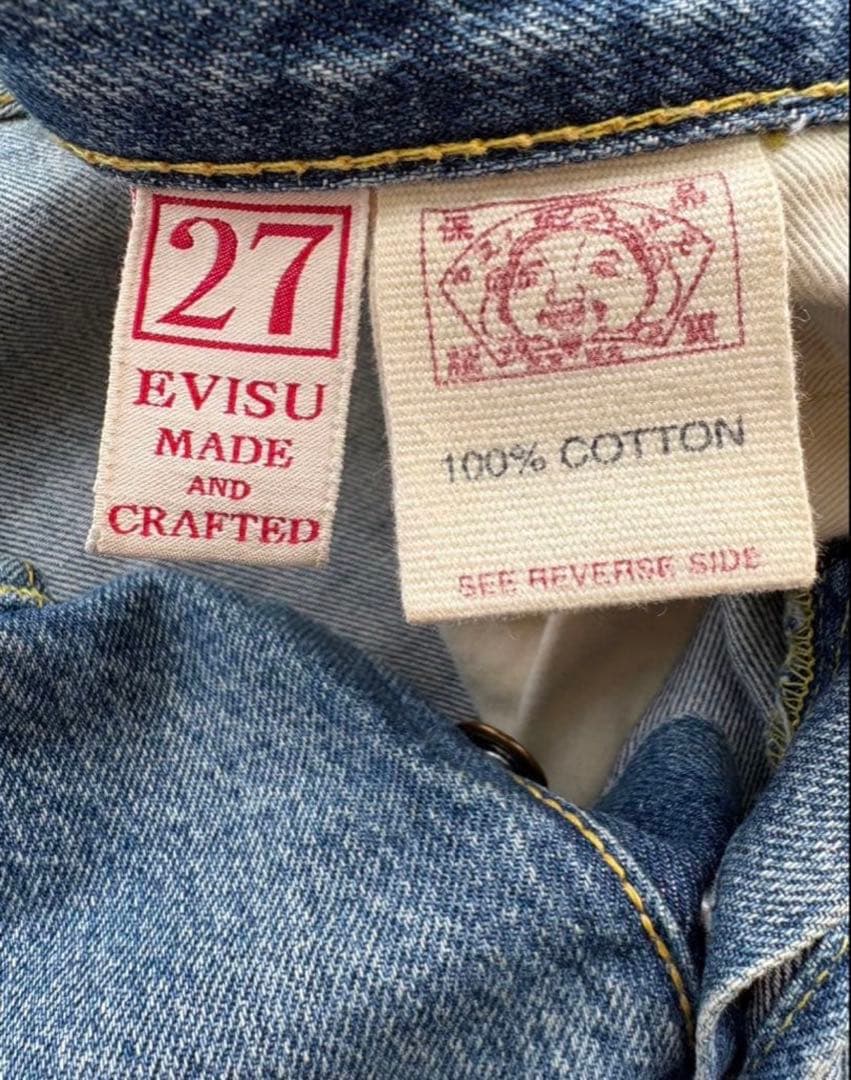 27
EVISU
MADE
AND
CRAFTED
100% COTTON
SEE REVERSE SIDE